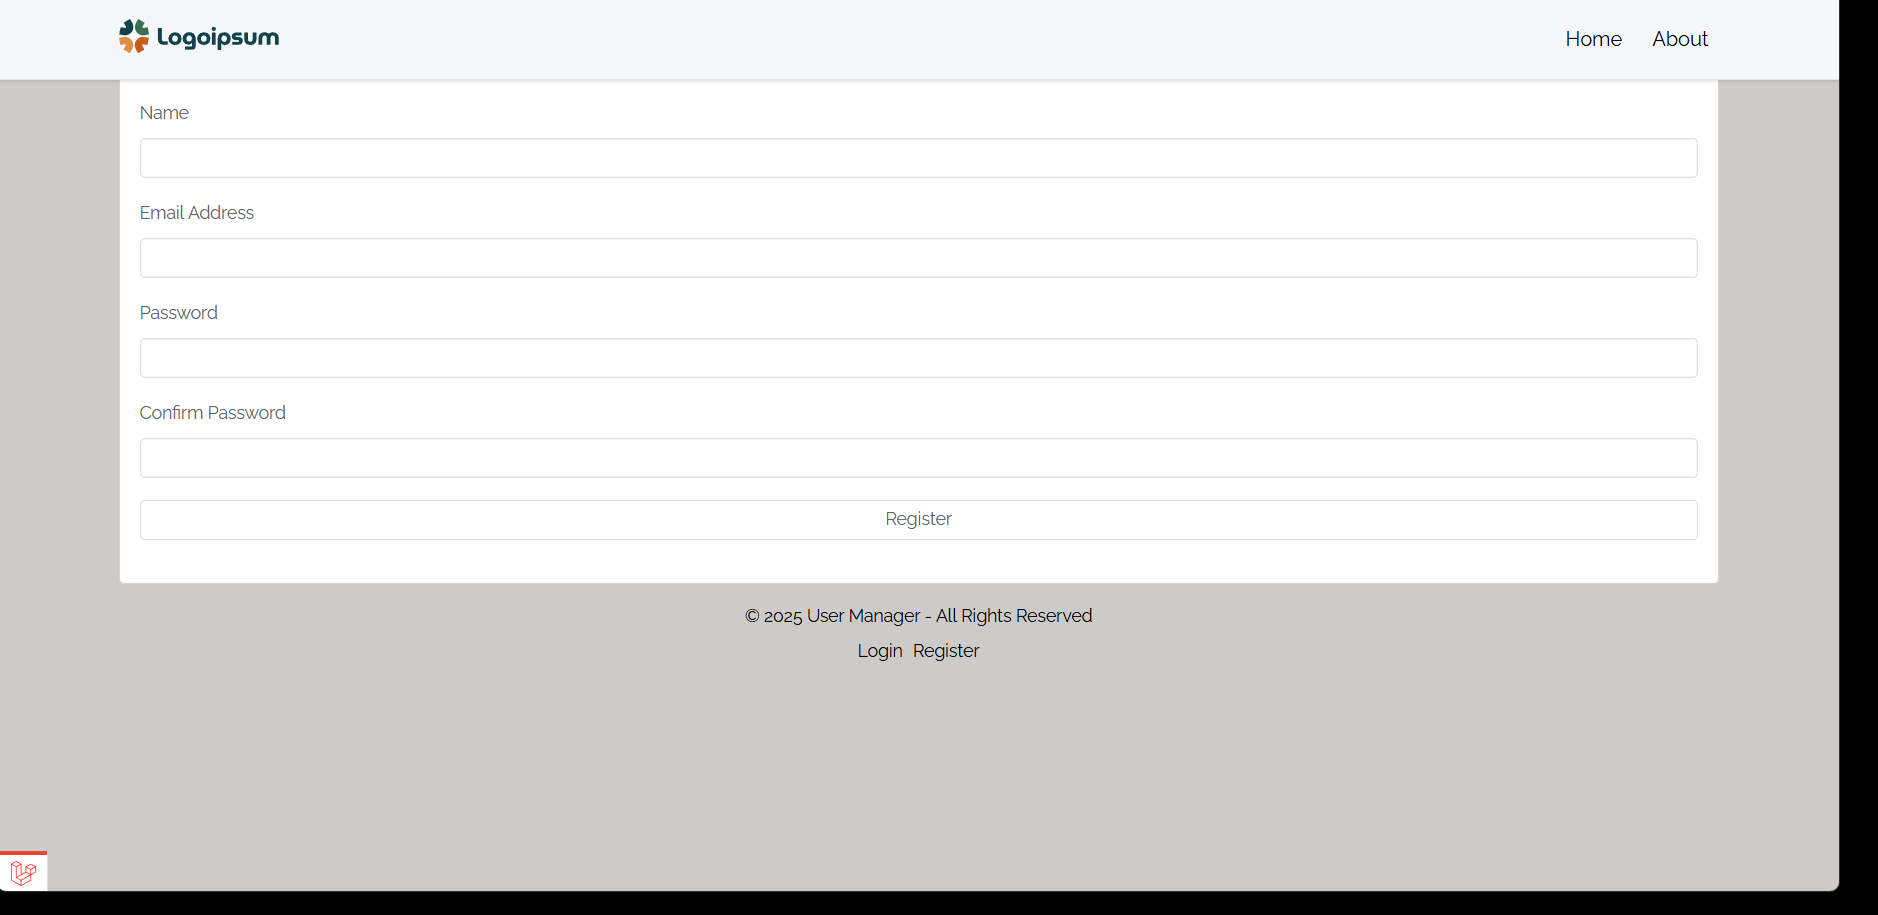 Logoipsum
Home About
Name
Email Address
Password
Confirm Password
Register
© 2025 User Manager - All Rights Reserved
Login Register